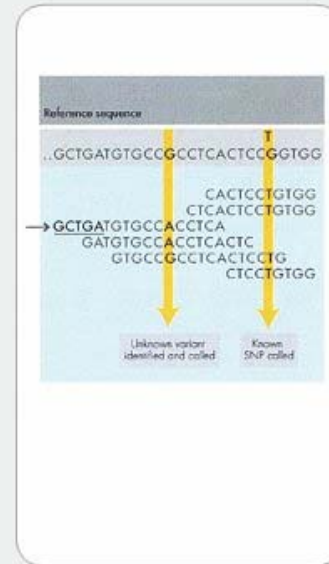 Reference sequence
T
..GCTGATGTGCCGCCTCACTCCGGTGG
CACTCCTGTGG
CTCACTCCTGTGG
GCTGATGTGCCACCTCA
GATGTGCCACCTCACTC
GTGCCGCCTCACTCCTG
CTCCTGTGG
Unknown variant
identified and called
Known
SNP called